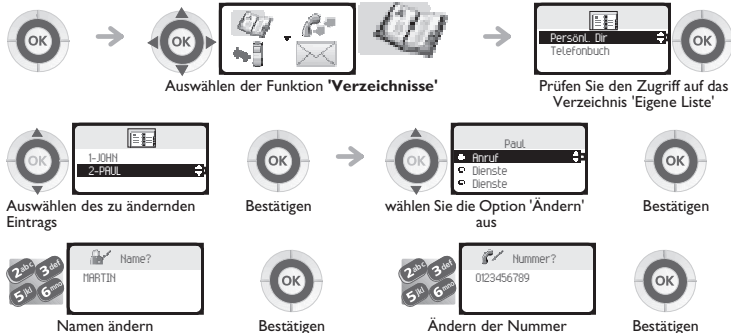 OK
OK
Auswählen der Funktion 'Verzeichnisse'
Persönl. Dir
Telefonbuch
OK
Prüfen Sie den Zugriff auf das
Verzeichnis 'Eigene Liste'
OK
1-JOHN
2-PAUL
Auswählen des zu ändernden
Eintrags
OK
Bestätigen
OK
Paul
Anruf
Dienste
Dienste
wählen Sie die Option 'Ändern'
aus
OK
Bestätigen
2abc 3def
5jkl 6mno
Name?
MARTIN
Namen ändern
OK
Bestätigen
2abc 3def
5jkl 6mno
Nummer?
0123456789
Ändern der Nummer
OK
Bestätigen